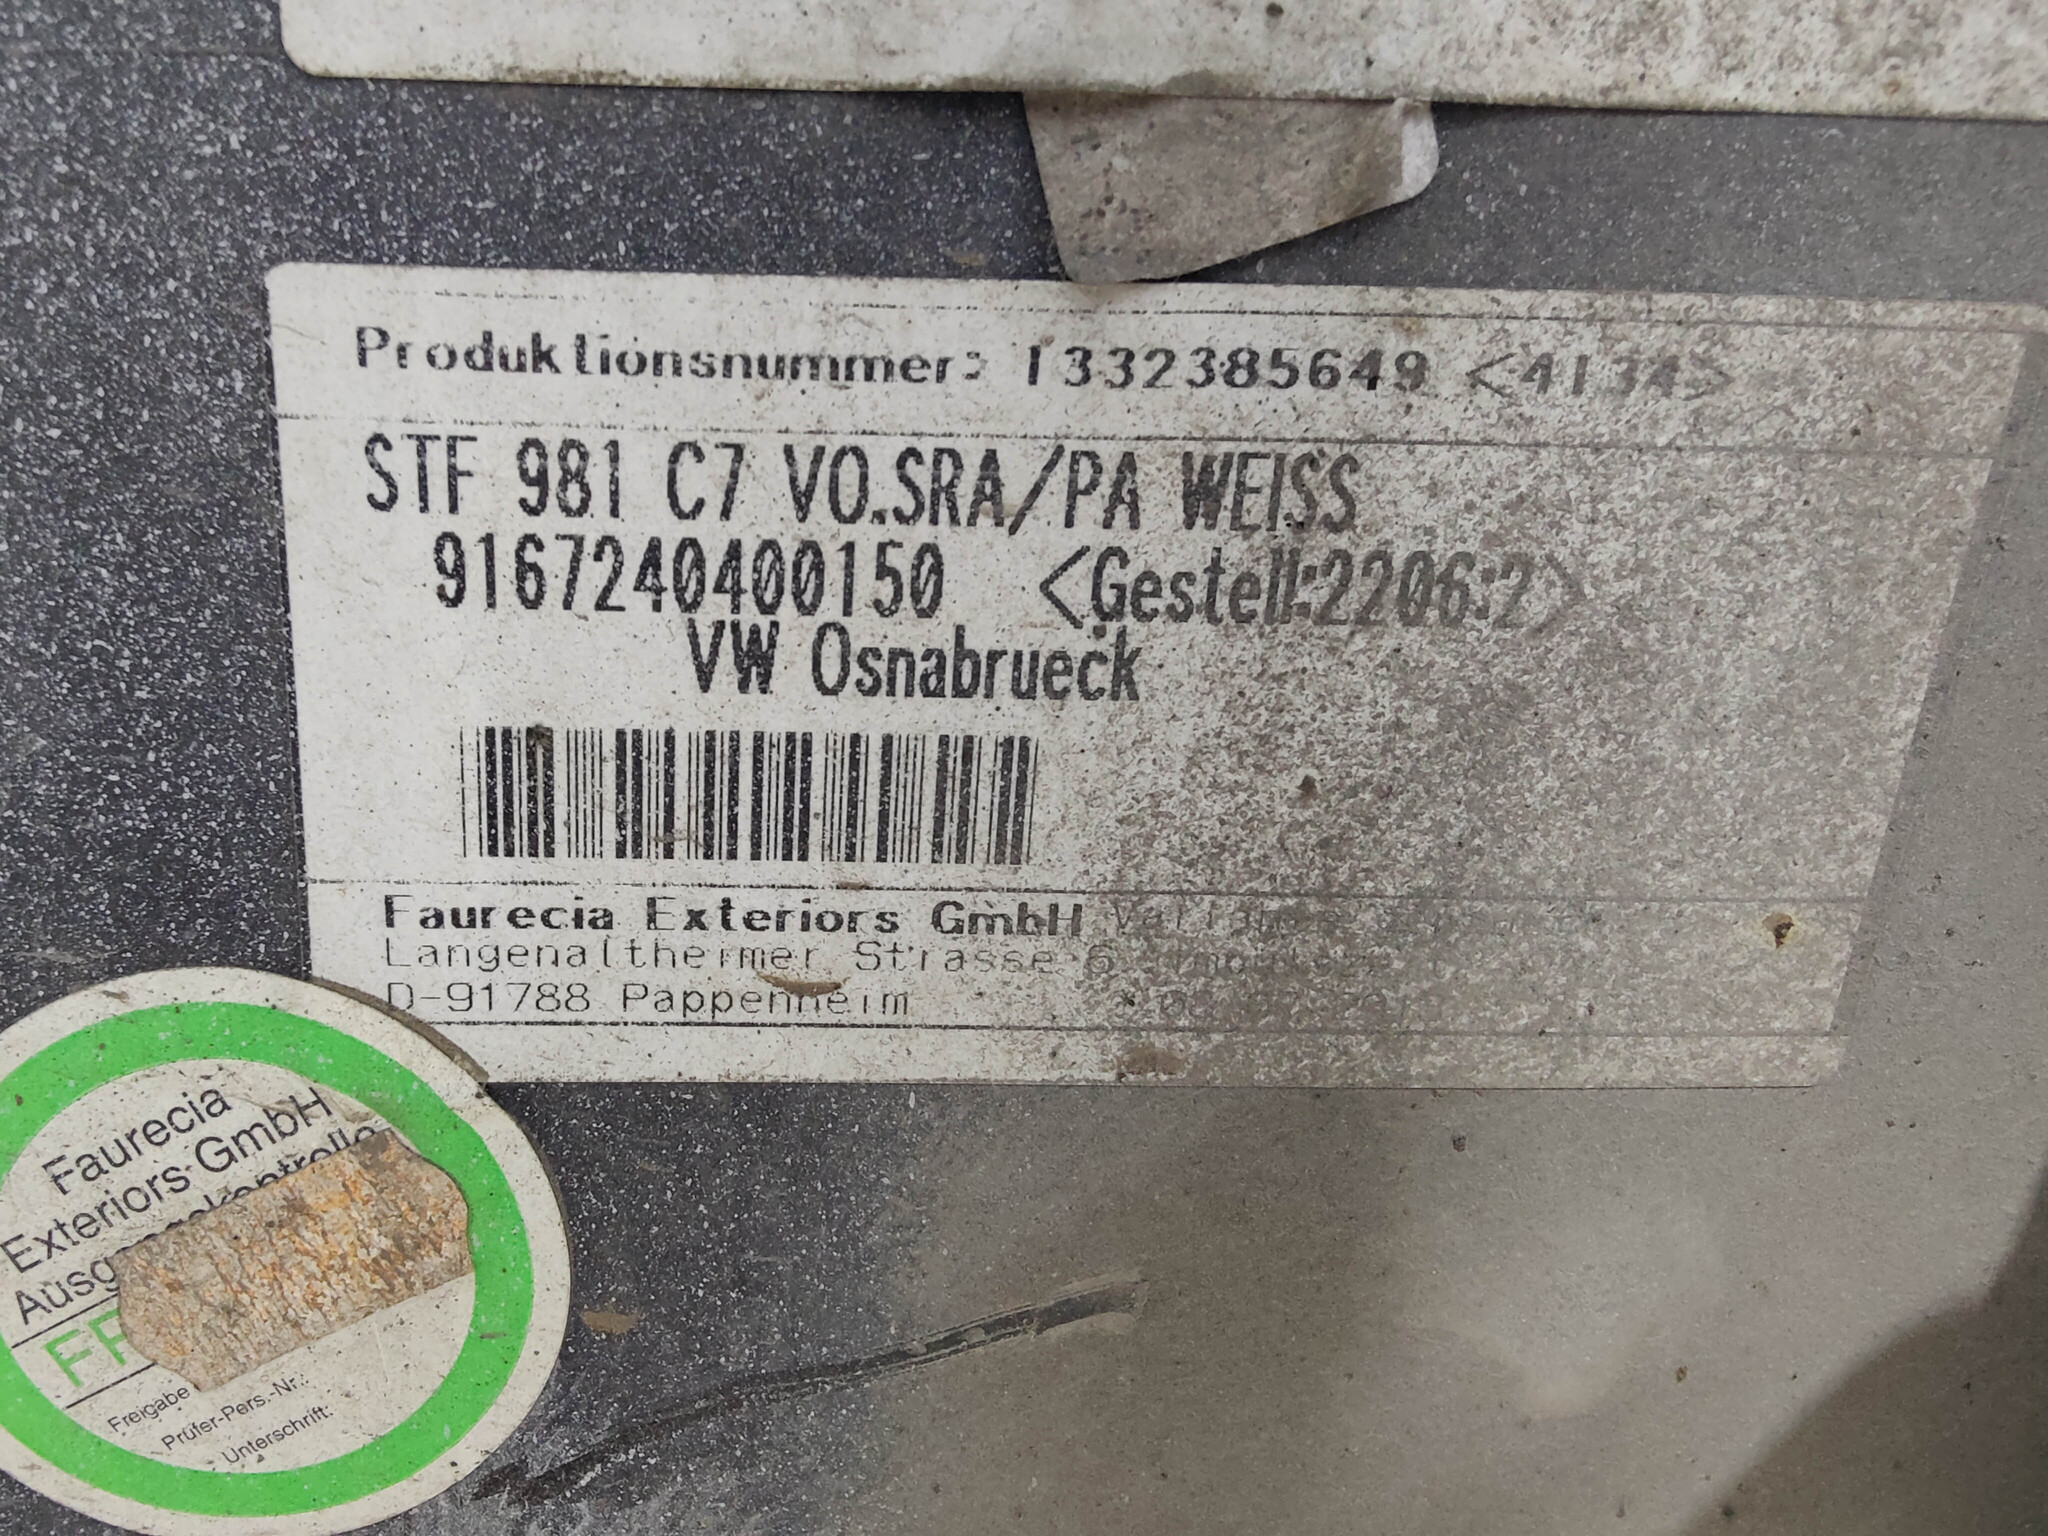 Produktionsnummer: 1332385649 <4134>
STF 981 C7 VO.SRA/PA WEISS
9167240400150 <Gestell:2206:2>
VW Osnabrueck
Faurecia Exteriors GmbH
Langenaltheimer Strasse 6
D-91788 Pappenheim
Faurecia
Exteriors GmbH
Freigabe
Prüfer-Pers.-Nr.:
Unterschrift: